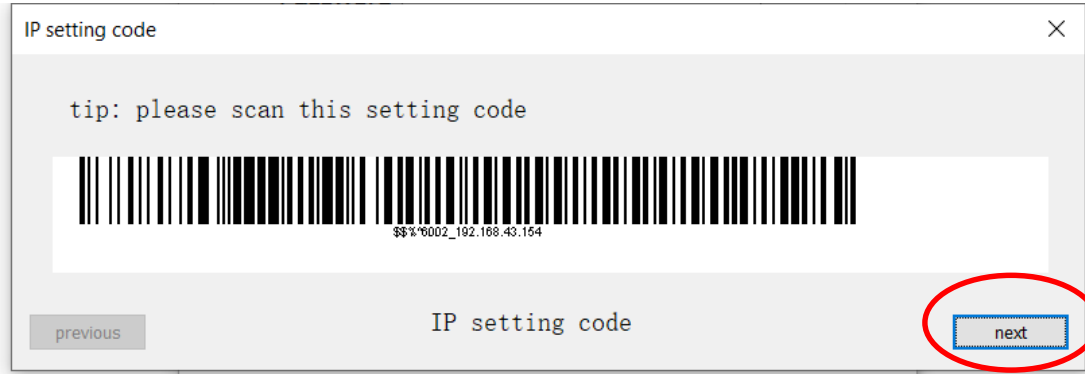 IP setting code
tip: please scan this setting code
$$%^6002_192.168.43.154
previous
IP setting code
next